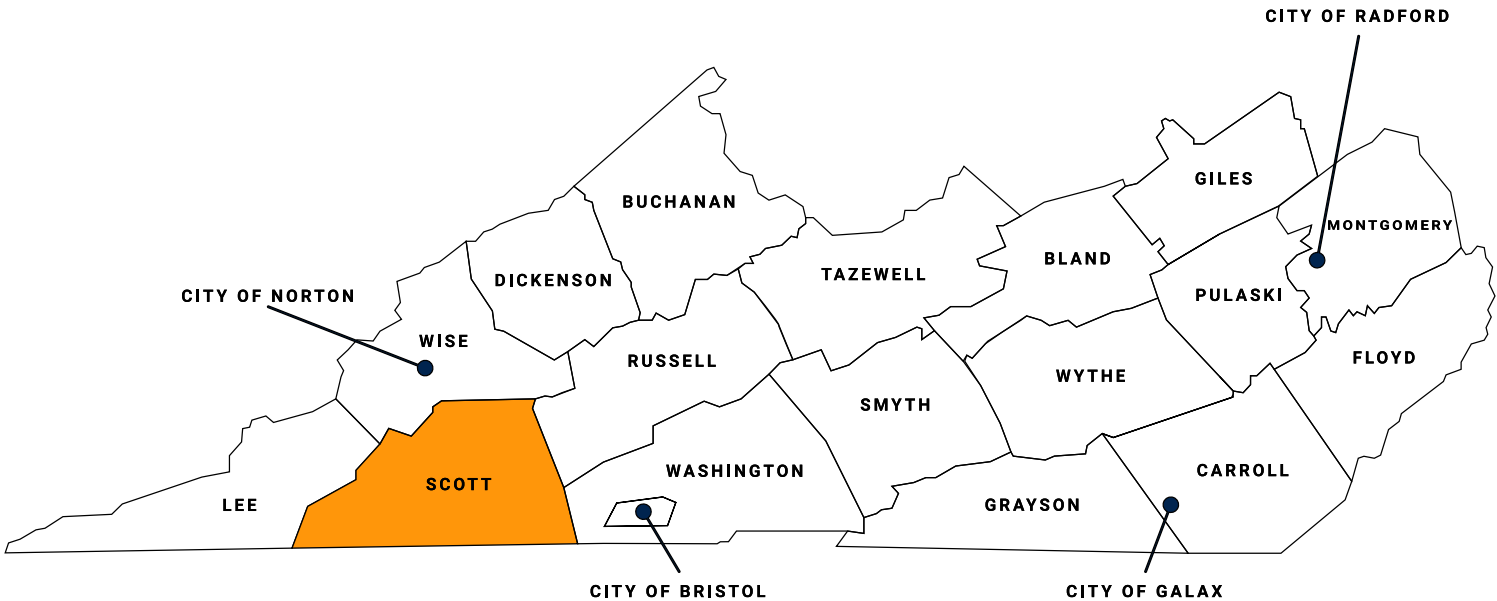 CITY OF RADFORD
GILES
BUCHANAN
MONTGOMERY
BLAND
TAZEWELL
DICKENSON
PULASKI
CITY OF NORTON
WISE
FLOYD
RUSSELL
WYTHE
SMYTH
WASHINGTON
CARROLL
SCOTT
LEE
GRAYSON
CITY OF BRISTOL
CITY OF GALAX